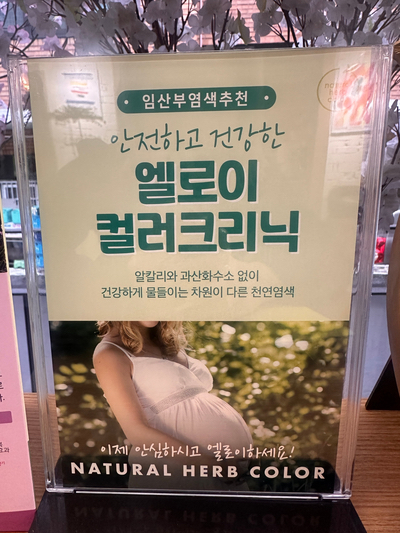 임산부염색추천
안전하고 건강한
엘로이
컬러크리닉
알칼리와 과산화수소 없이
건강하게 물들이는 차원이 다른 천연염색
이제 안심하시고 엘로이하세요!
NATURAL HERB COLOR